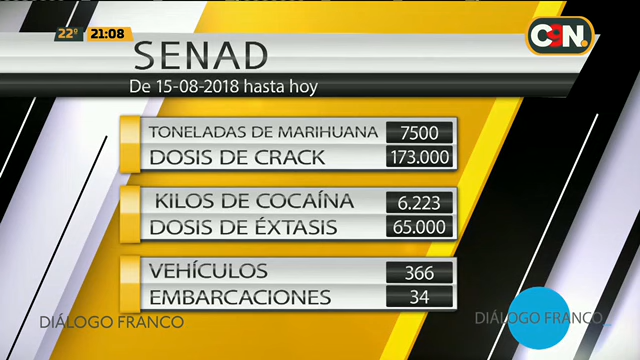 22º 21:08
C9N.
SENAD
De 15-08-2018 hasta hoy
TONELADAS DE MARIHUANA 7500
DOSIS DE CRACK 173.000
KILOS DE COCAÍNA 6.223
DOSIS DE ÉXTASIS 65.000
VEHÍCULOS 366
EMBARCACIONES 34
DIÁLOGO FRANCO
DIÁLOGO FRANCO